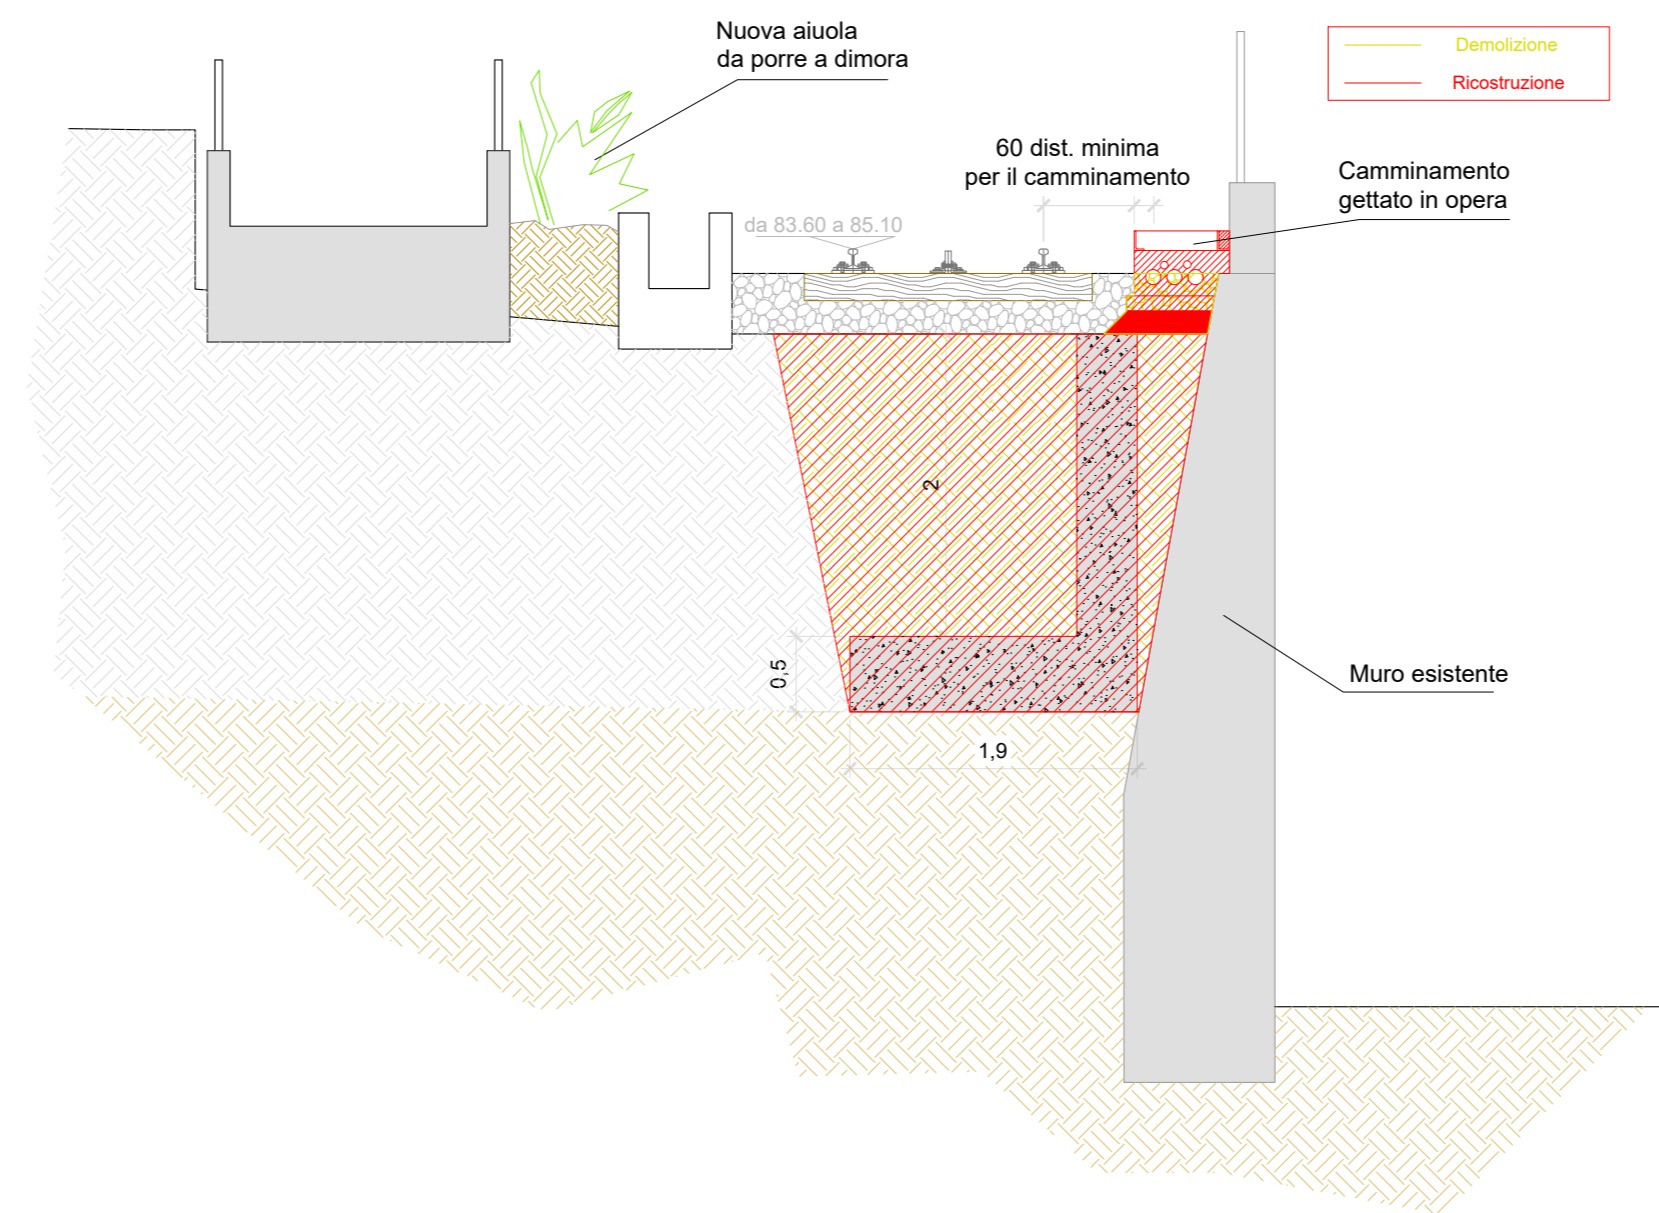 Nuova aiuola
da porre a dimora
Demolizione
Ricostruzione
60 dist. minima
per il camminamento
Camminamento
gettato in opera
da 83.60 a 85.10
2
0,5
1,9
Muro esistente